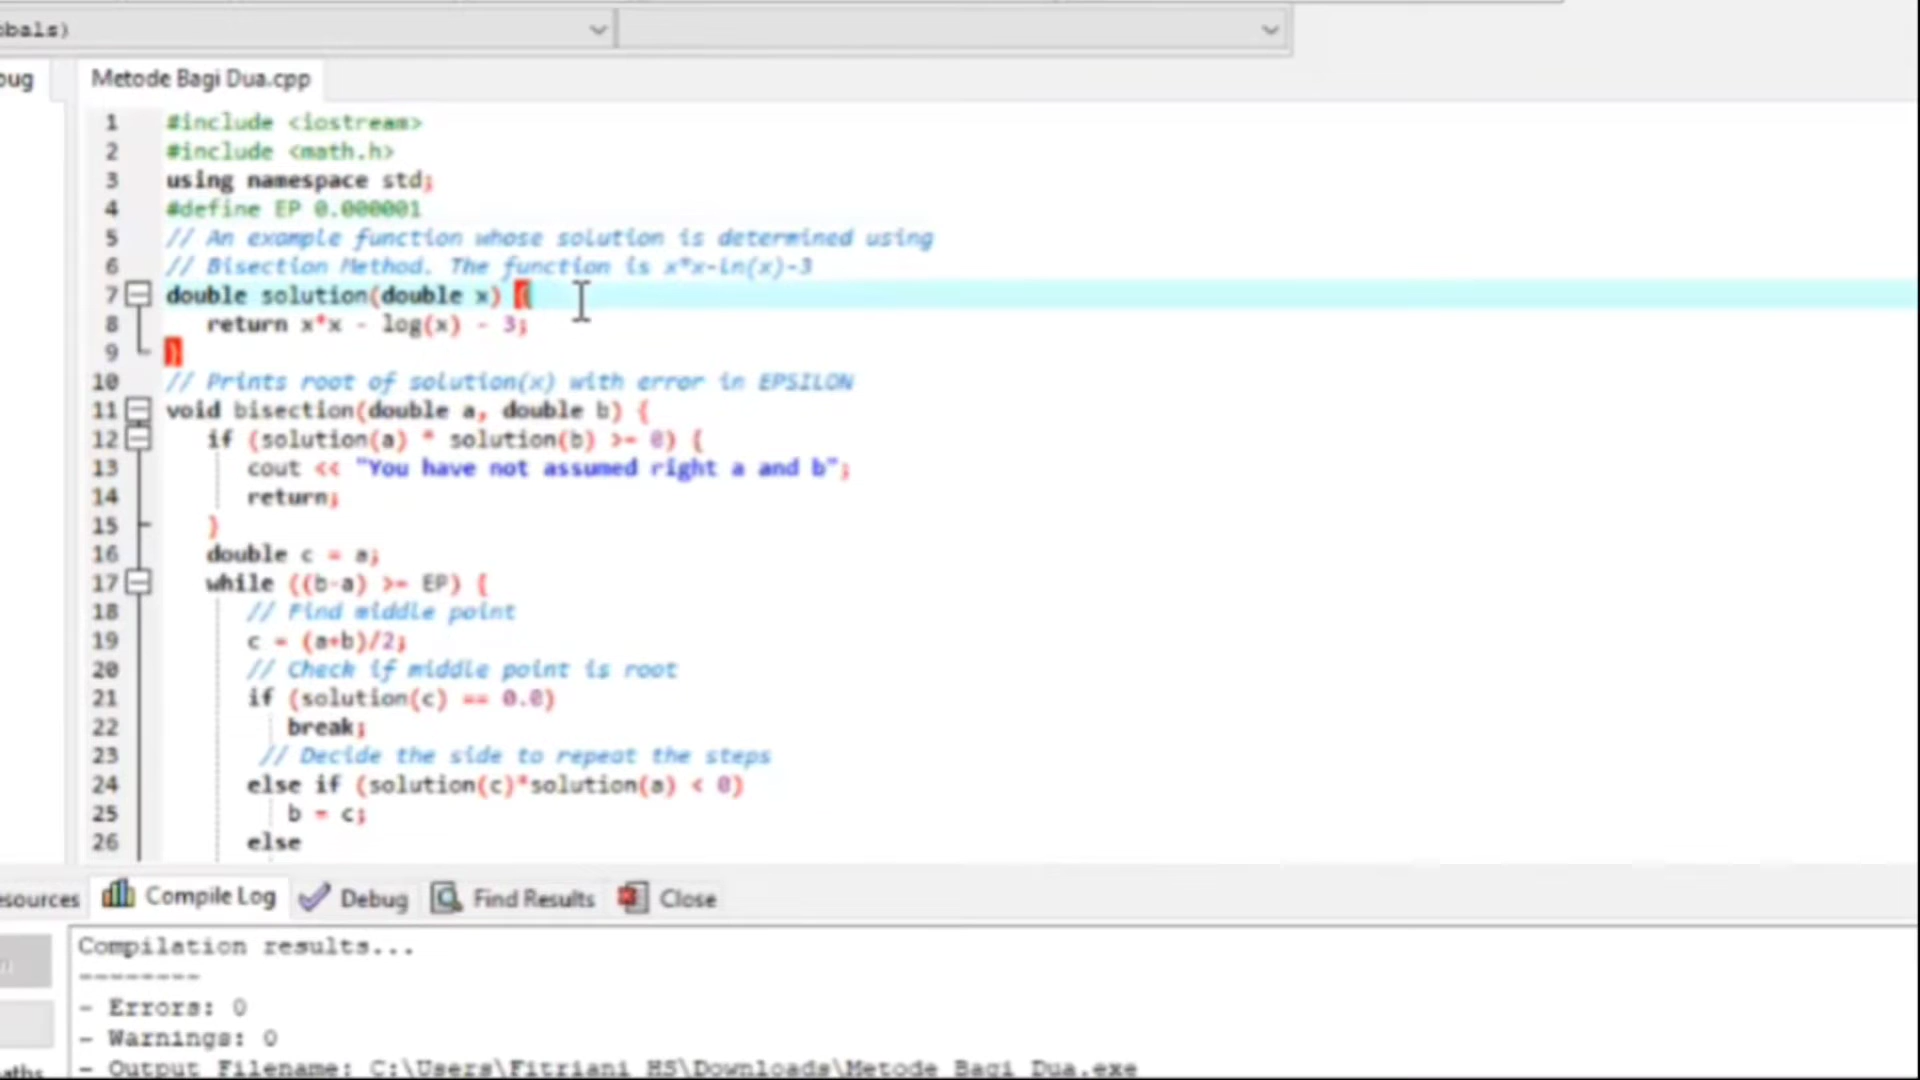 obals)
oug Metode Bagi Dua.cpp
1 #include <iostream>
2 #include <math.h>
3 using namespace std;
4 #define EP 0.000001
5 // An example function whose solution is determined using
6 // Bisection Method. The function is x*x-in(x)-3
7 double solution(double x) {
8 return x*x - log(x) - 3;
9 }
10 // Prints root of solution(x) with error in EPSILON
11 void bisection(double a, double b) {
12 if (solution(a) * solution(b) >= 0) {
13 cout << "You have not assumed right a and b";
14 return;
15 }
16 double c = a;
17 while ((b-a) >= EP) {
18 // Find middle point
19 c = (a+b)/2;
20 // Check if middle point is root
21 if (solution(c) == 0.0)
22 break;
23 // Decide the side to repeat the steps
24 else if (solution(c)*solution(a) < 0)
25 b = c;
26 else
esources Compile Log Debug Find Results Close
Compilation results...
--------
- Errors: 0
- Warnings: 0
- Output Filename: C:\Users\Fitriani HS\Downloads\Metode Bagi Dua.exe